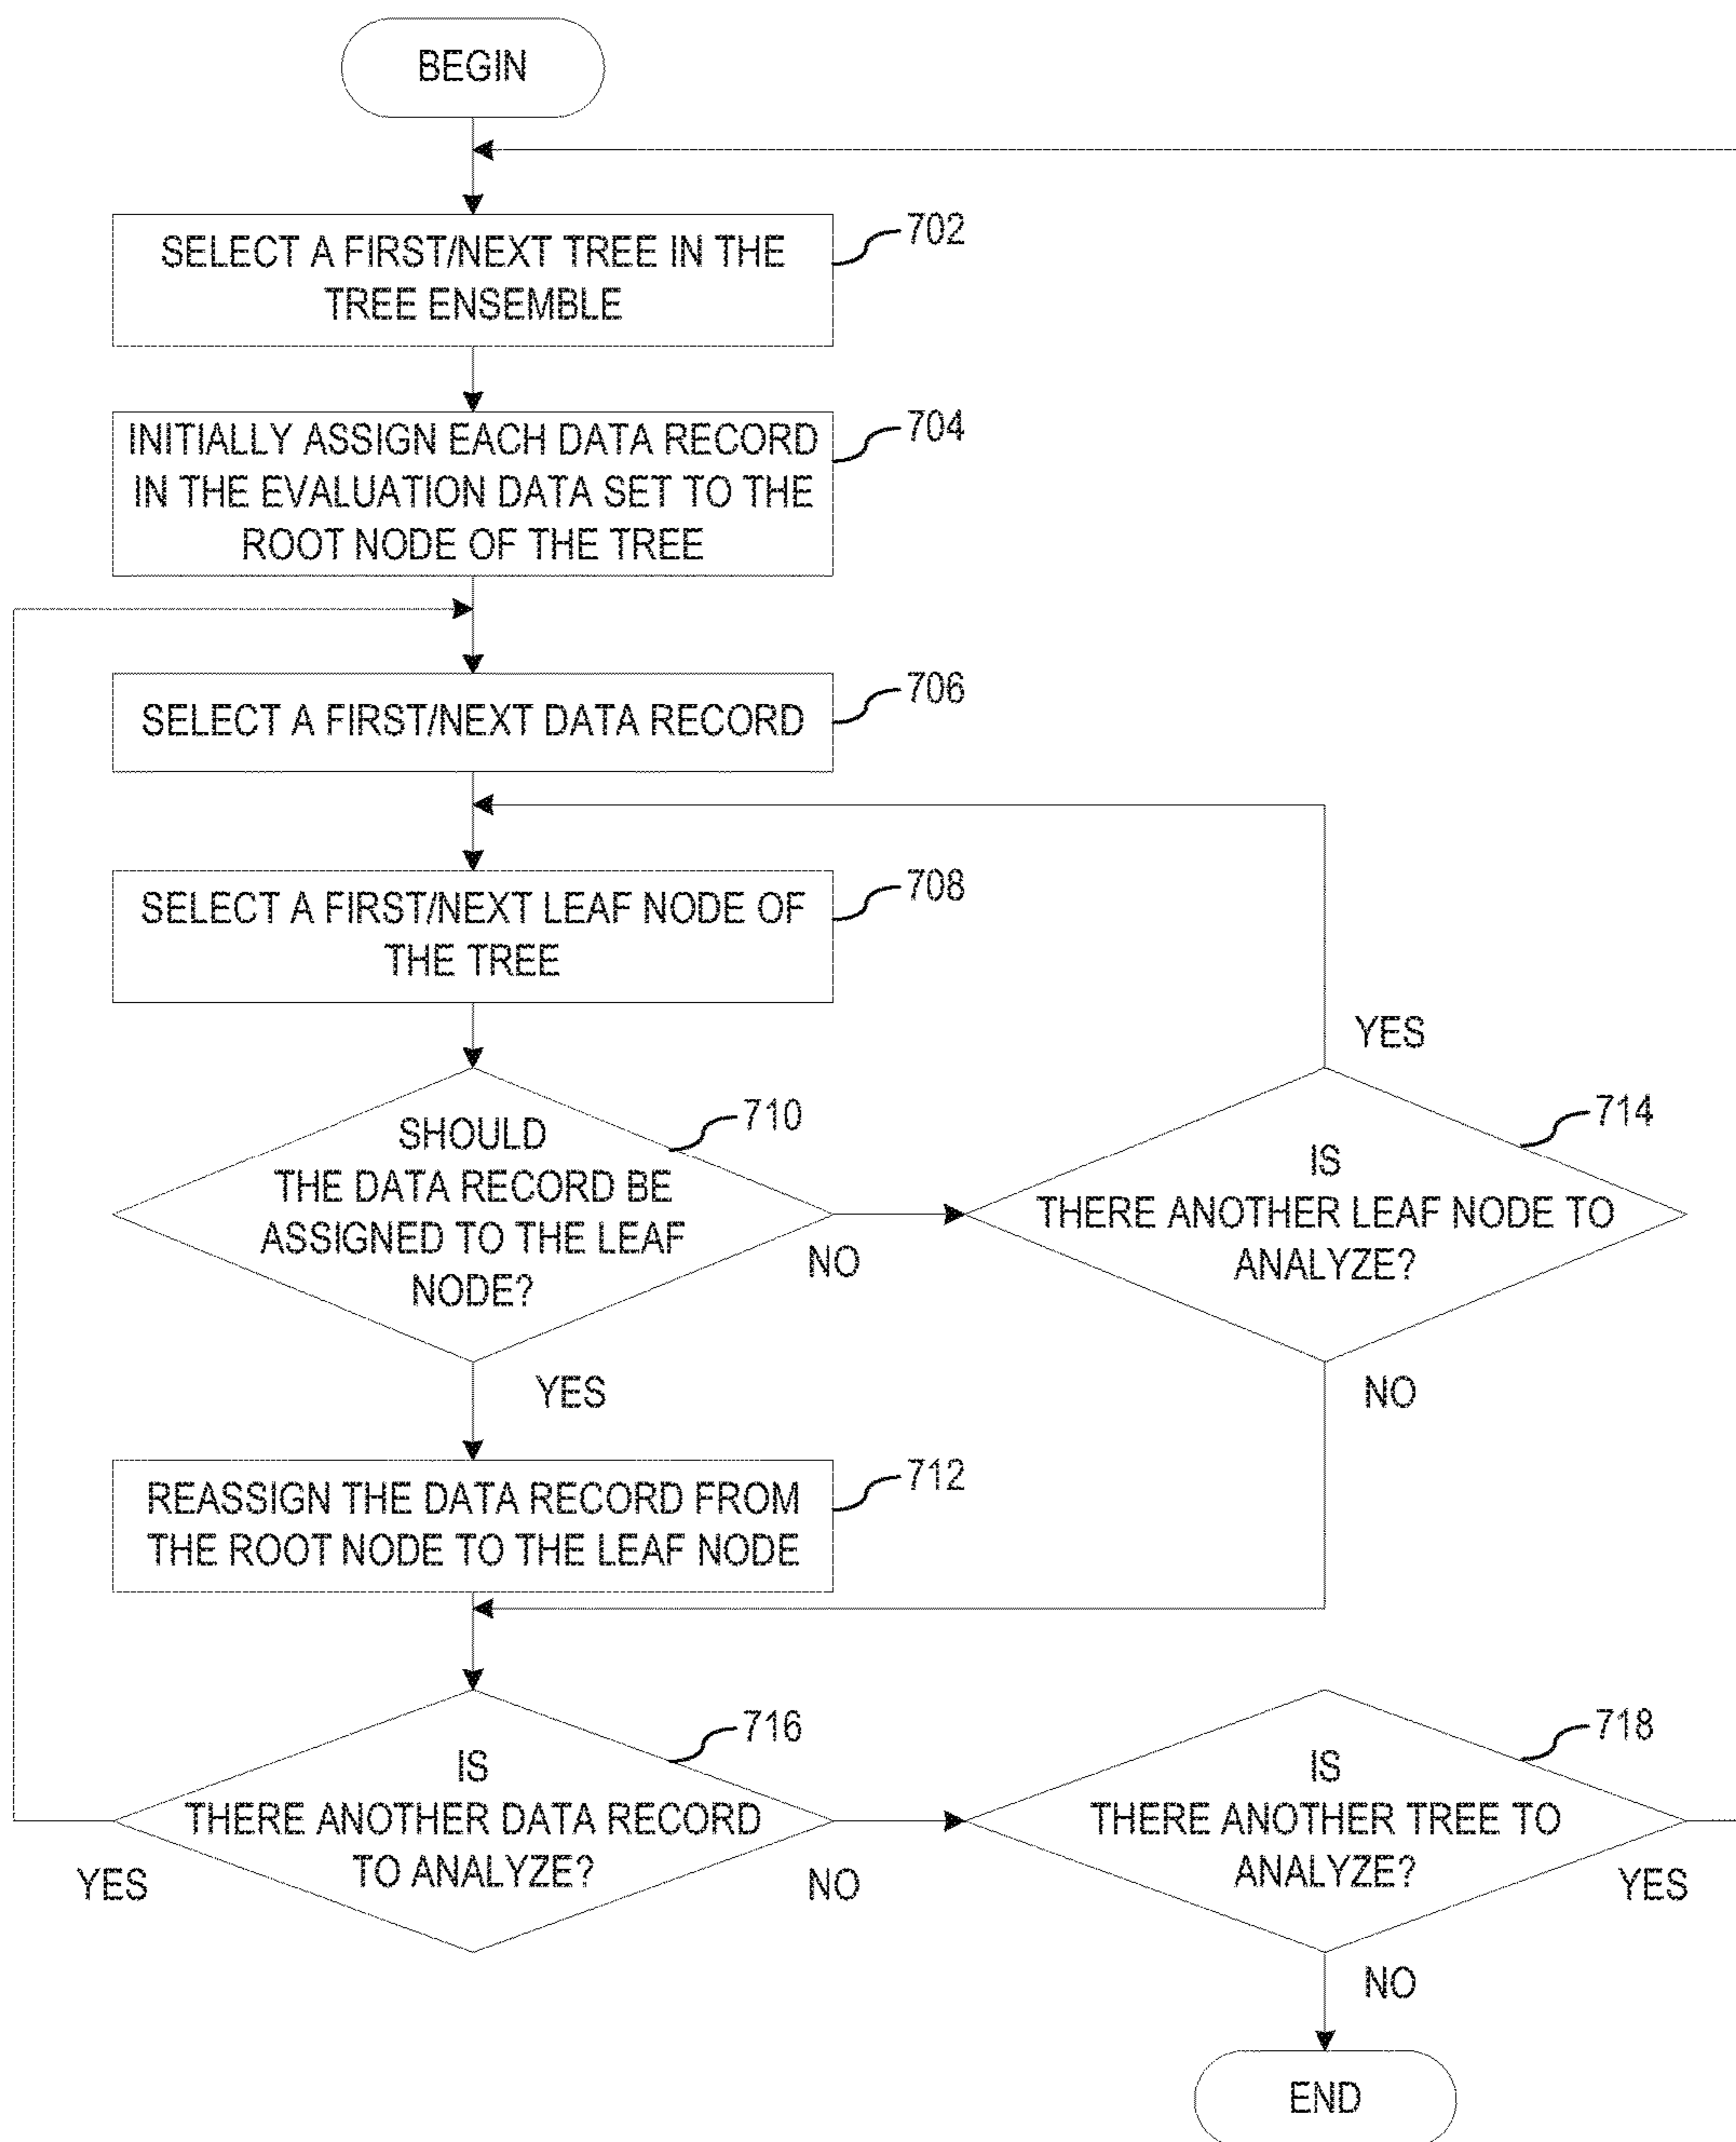 BEGIN
702
SELECT A FIRST/NEXT TREE IN THE
TREE ENSEMBLE
704
INITIALLY ASSIGN EACH DATA RECORD
IN THE EVALUATION DATA SET TO THE
ROOT NODE OF THE TREE
706
SELECT A FIRST/NEXT DATA RECORD
708
SELECT A FIRST/NEXT LEAF NODE OF
THE TREE
710
SHOULD
THE DATA RECORD BE
ASSIGNED TO THE LEAF
NODE?
NO
YES
YES
714
IS
THERE ANOTHER LEAF NODE TO
ANALYZE?
NO
712
REASSIGN THE DATA RECORD FROM
THE ROOT NODE TO THE LEAF NODE
716
IS
THERE ANOTHER DATA RECORD
TO ANALYZE?
YES
NO
718
IS
THERE ANOTHER TREE TO
ANALYZE?
YES
NO
END